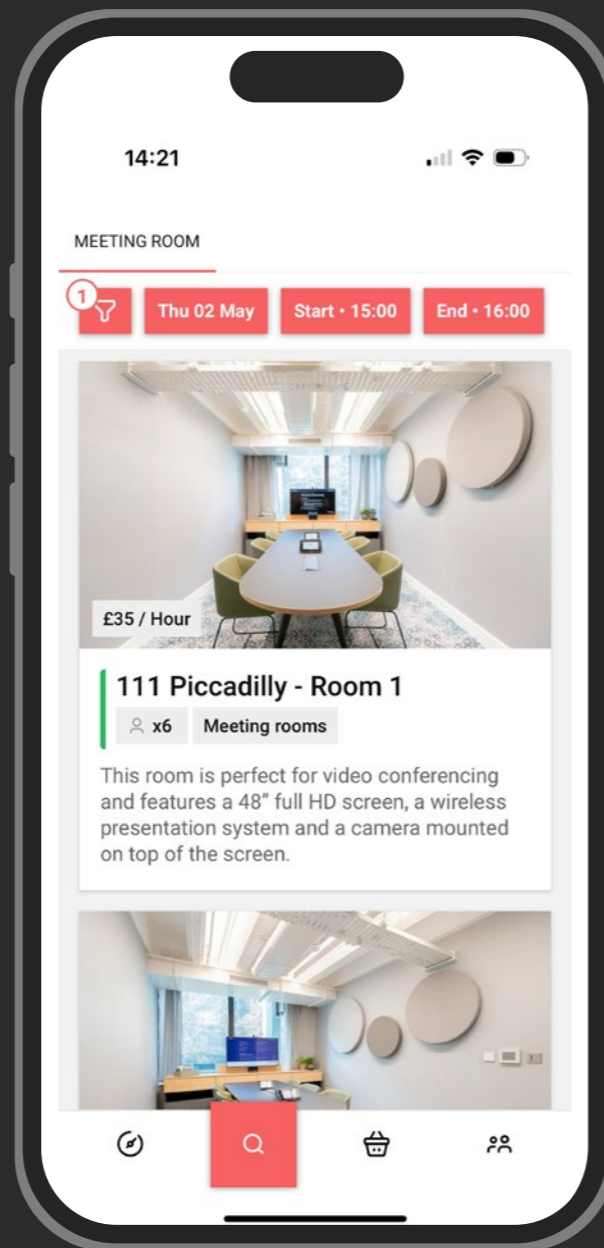 14:21
MEETING ROOM
1
Thu 02 May
Start • 15:00
End • 16:00
£35 / Hour
111 Piccadilly - Room 1
x6
Meeting rooms
This room is perfect for video conferencing
and features a 48” full HD screen, a wireless
presentation system and a camera mounted
on top of the screen.